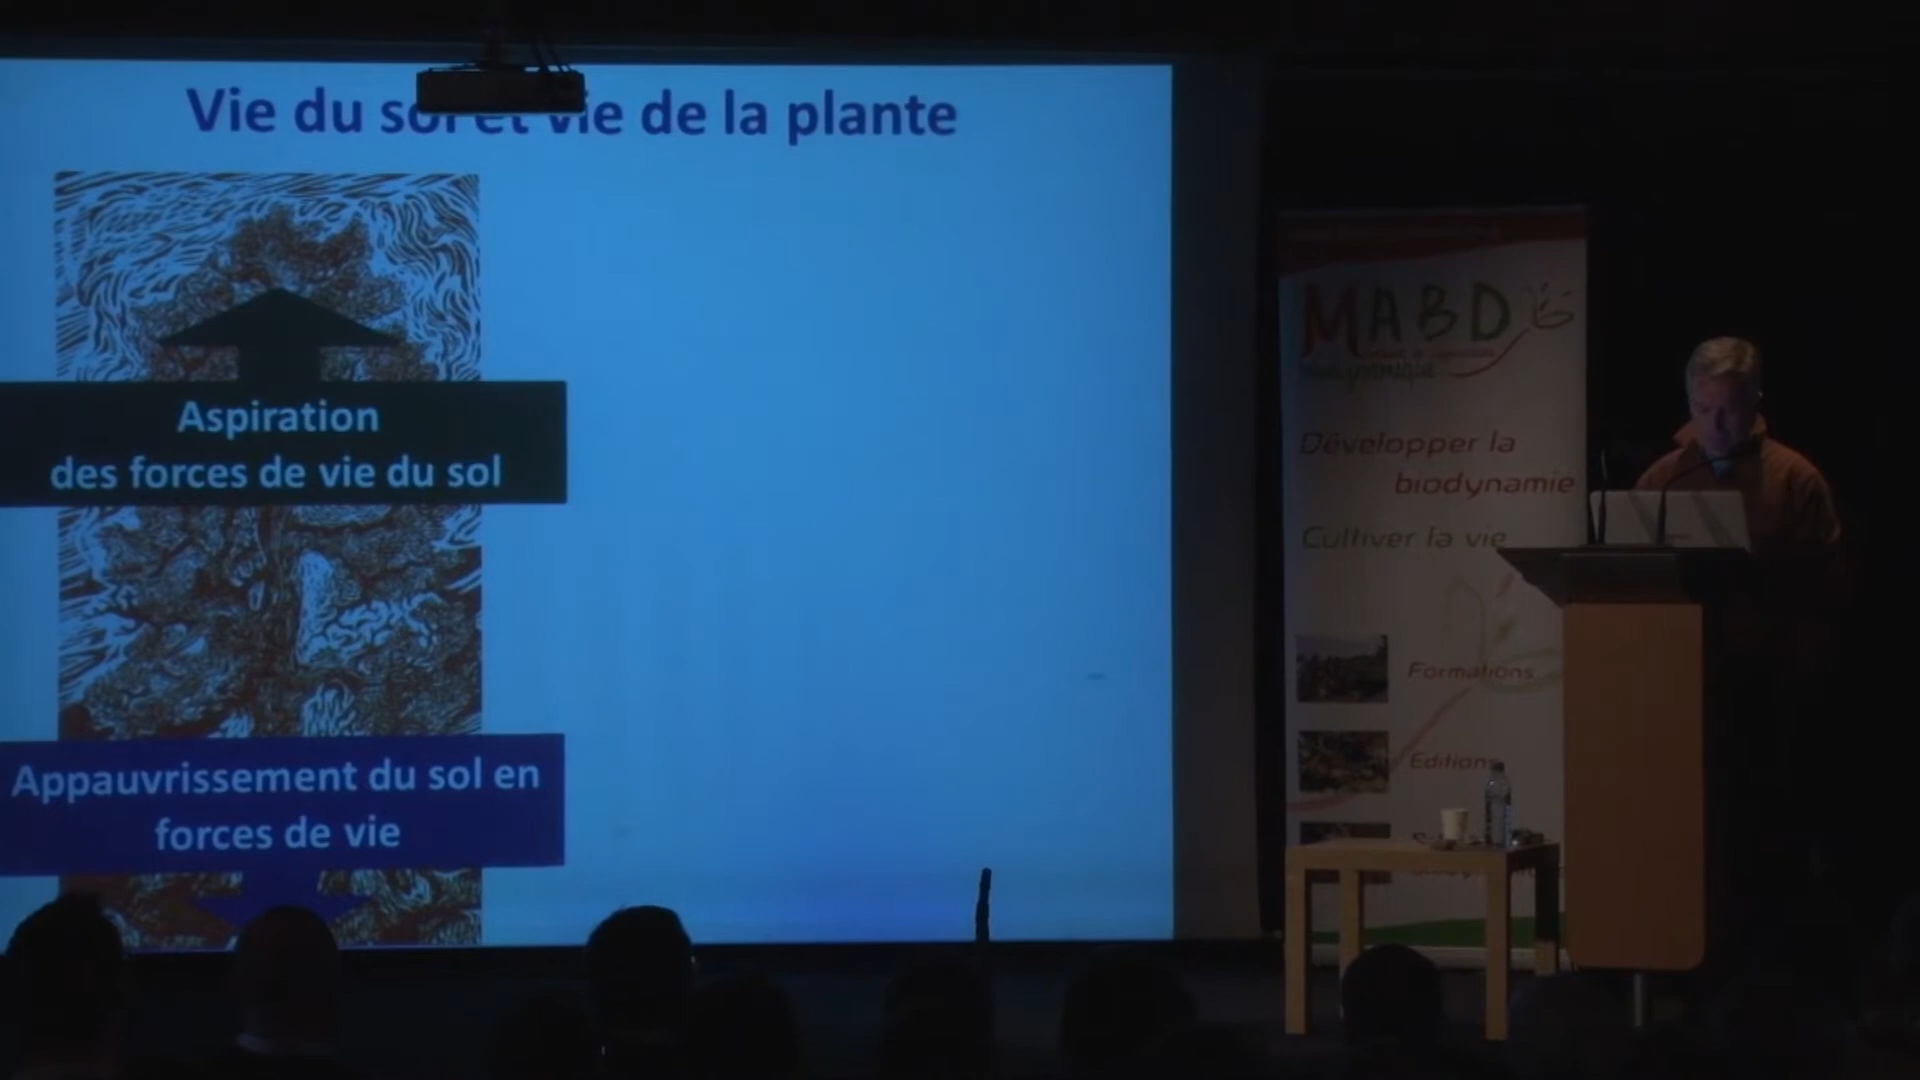 Vie du sol et vie de la plante
Aspiration
des forces de vie du sol
Appauvrissement du sol en
forces de vie
MABD
Développer la
biodynamie
Cultiver la vie
Formations
Editions